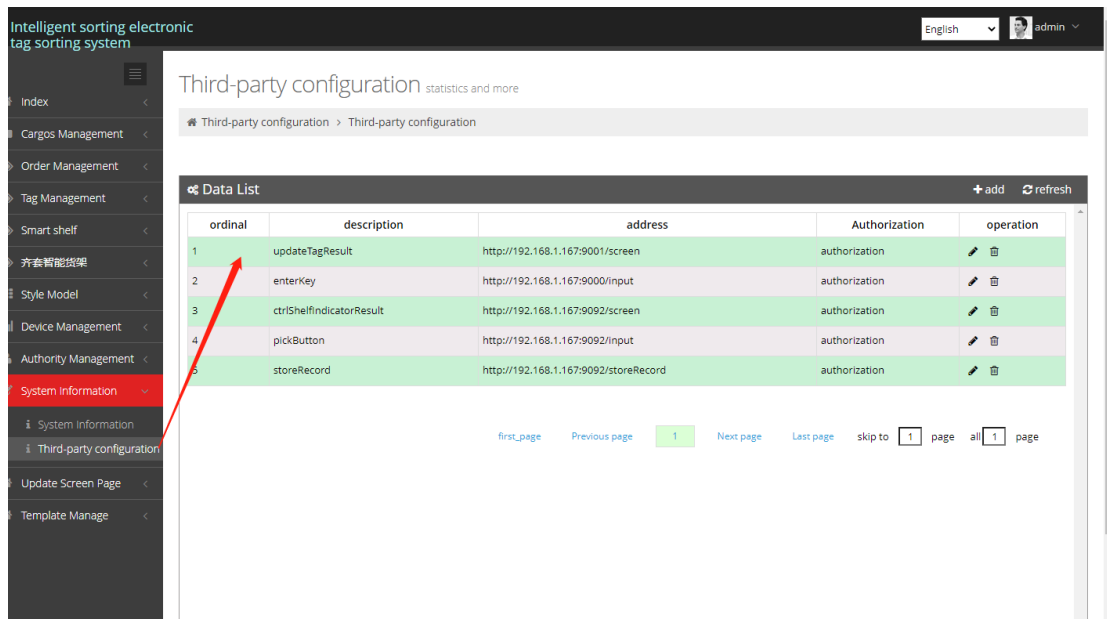 Intelligent sorting electronic
tag sorting system
English
admin
Index
Cargos Management
Order Management
Tag Management
Smart shelf
齐套智能货架
Style Model
Device Management
Authority Management
System Information
System Information
Third-party configuration
Update Screen Page
Template Manage
Third-party configuration statistics and more
Third-party configuration > Third-party configuration
Data List add refresh
ordinal description address Authorization operation
1 updateTagResult http://192.168.1.167:9001/screen authorization
2 enterKey http://192.168.1.167:9000/input authorization
3 ctrlShelfIndicatorResult http://192.168.1.167:9092/screen authorization
4 pickButton http://192.168.1.167:9092/input authorization
5 storeRecord http://192.168.1.167:9092/storeRecord authorization
first_page Previous page 1 Next page Last page skip to 1 page all 1 page